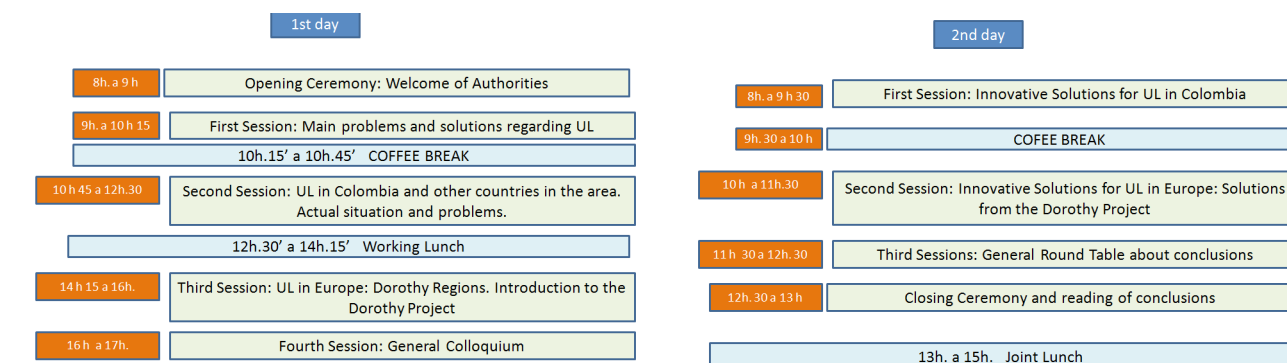 1st day
8h. a 9 h
Opening Ceremony: Welcome of Authorities
9h. a 10 h 15
First Session: Main problems and solutions regarding UL
10h.15’ a 10h.45’ COFFEE BREAK
10 h 45 a 12h.30
Second Session: UL in Colombia and other countries in the area.
Actual situation and problems.
12h.30’ a 14h.15’ Working Lunch
14 h 15 a 16h.
Third Session: UL in Europe: Dorothy Regions. Introduction to the
Dorothy Project
16 h a 17h.
Fourth Session: General Colloquium
2nd day
8h. a 9 h 30
First Session: Innovative Solutions for UL in Colombia
9h. 30 a 10 h
COFEE BREAK
10 h a 11h.30
Second Session: Innovative Solutions for UL in Europe: Solutions
from the Dorothy Project
11 h 30 a 12h. 30
Third Sessions: General Round Table about conclusions
12h. 30 a 13 h
Closing Ceremony and reading of conclusions
13h. a 15h. Joint Lunch